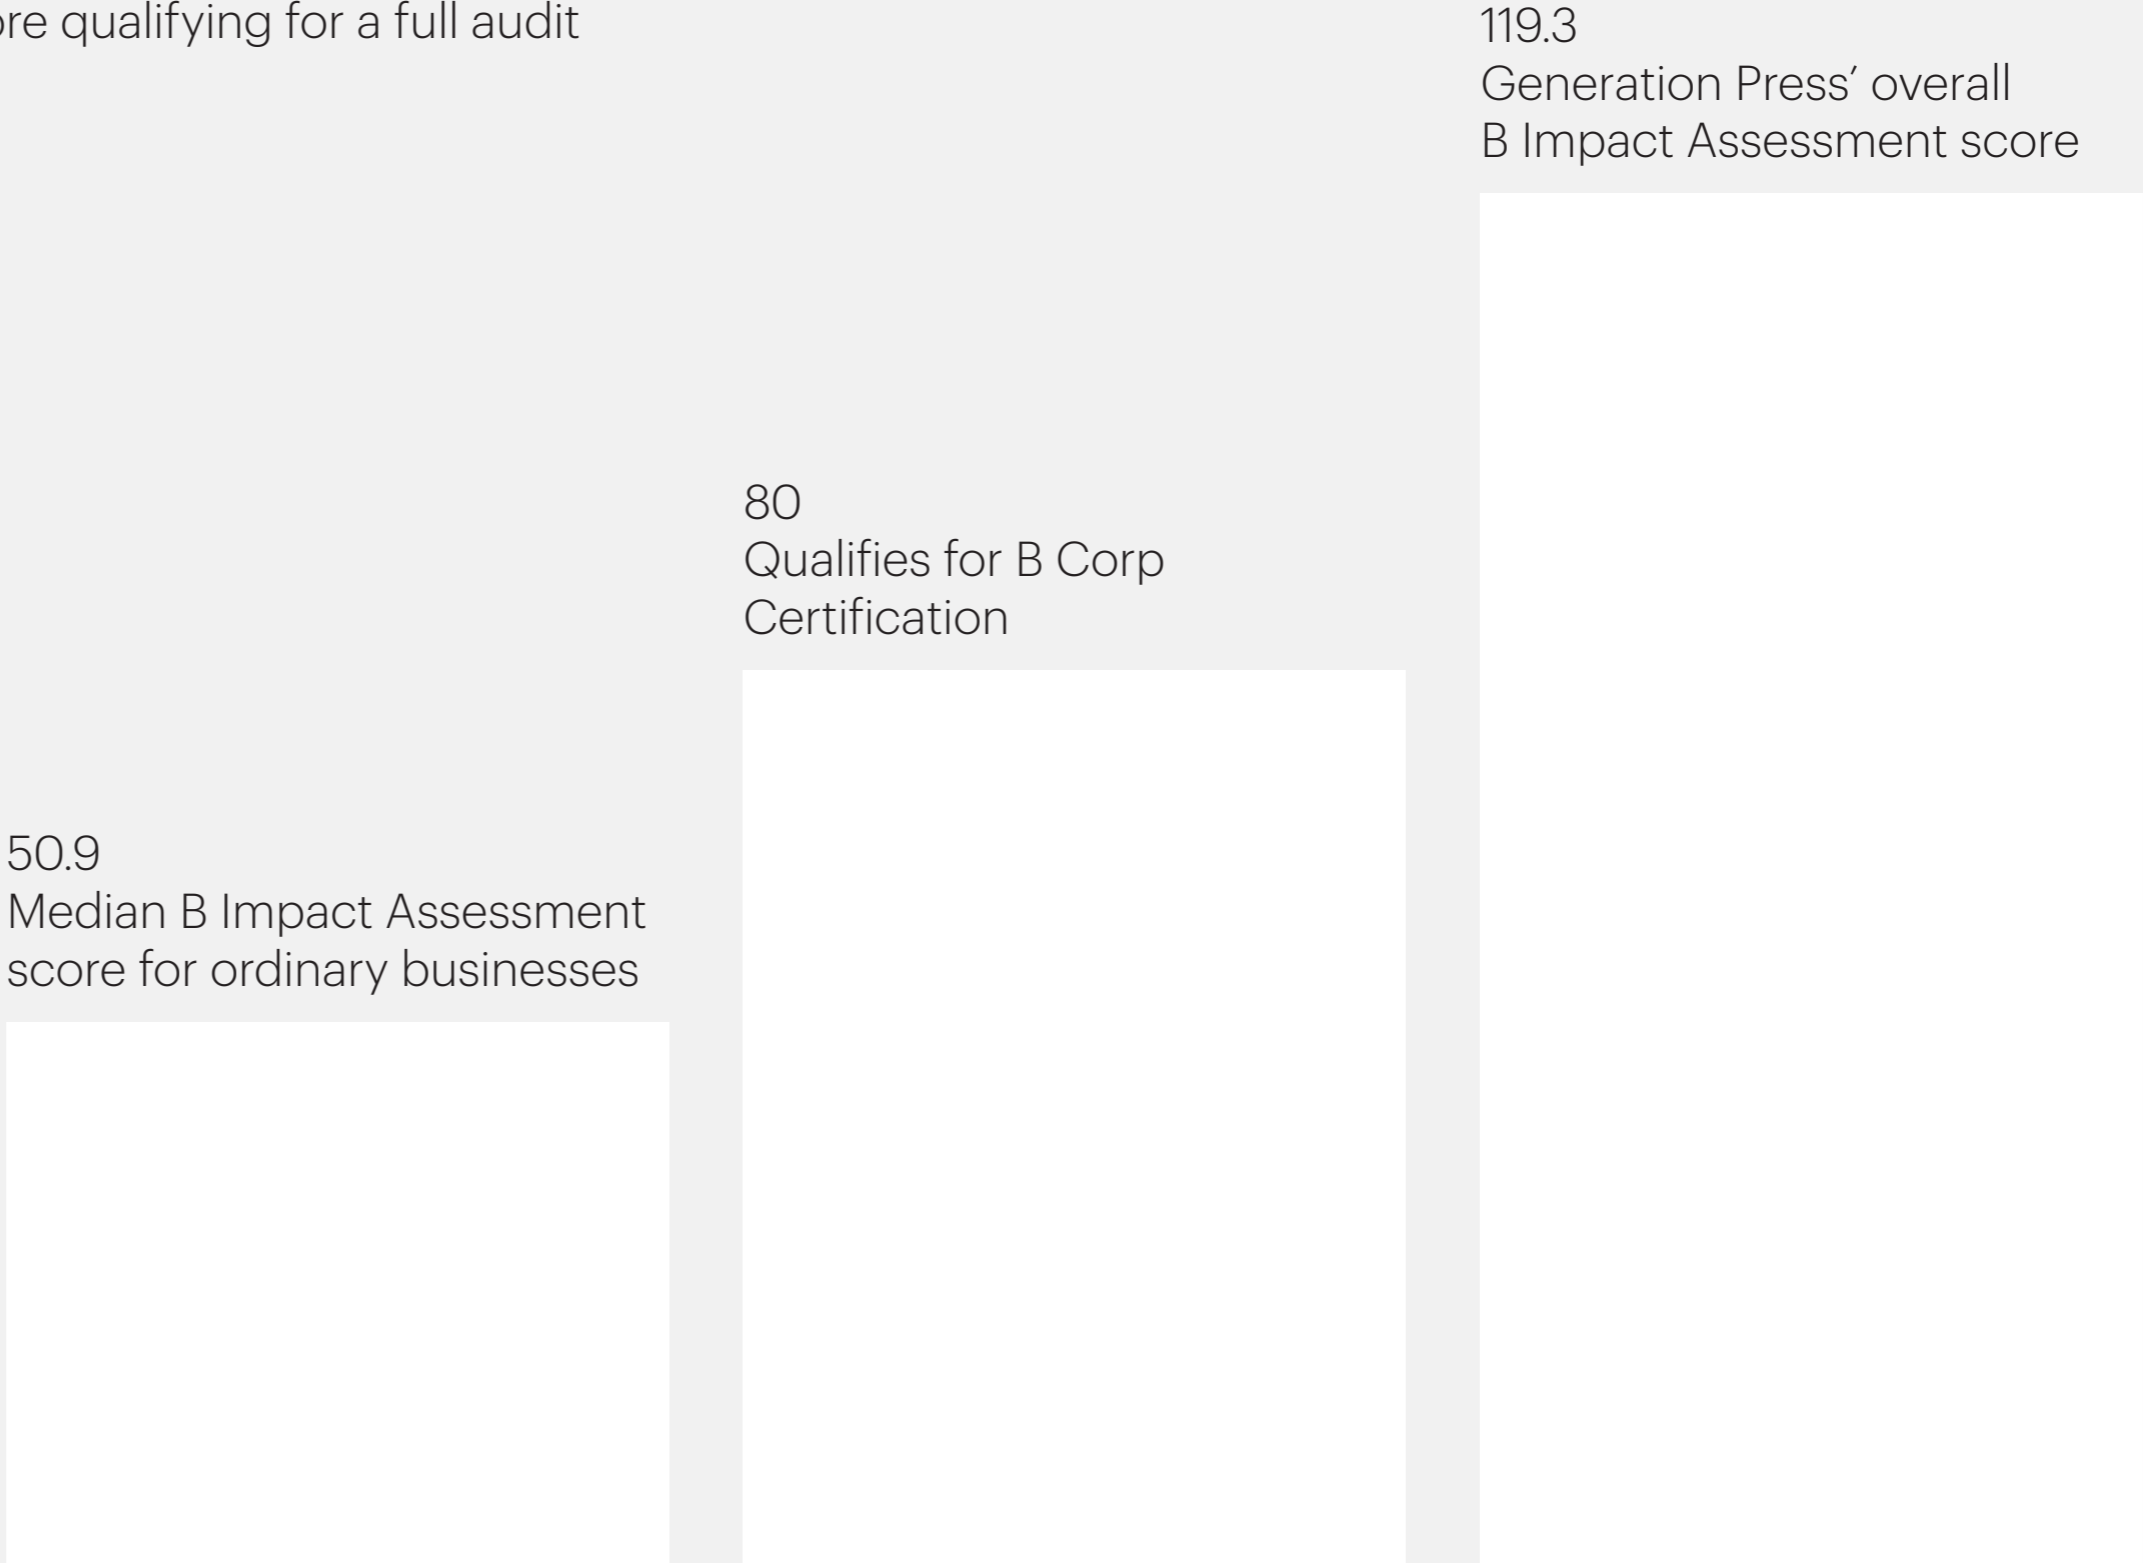 qualifying for a full audit
119.3
Generation Press’ overall
B Impact Assessment score
80
Qualifies for B Corp
Certification
50.9
Median B Impact Assessment
score for ordinary businesses